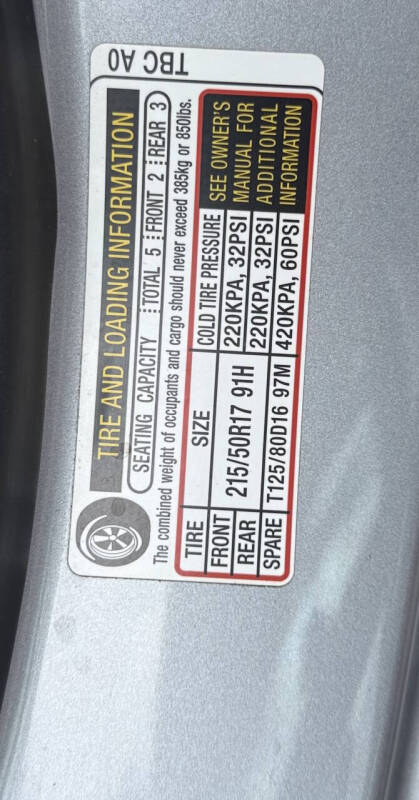 TIRE AND LOADING INFORMATION
SEATING CAPACITY TOTAL 5 FRONT 2 REAR 3
The combined weight of occupants and cargo should never exceed 385kg or 850lbs.
TIRE SIZE COLD TIRE PRESSURE
FRONT 215/50R17 91H 220KPA, 32PSI
REAR 220KPA, 32PSI
SPARE T125/80D16 97M 420KPA, 60PSI
SEE OWNER'S
MANUAL FOR
ADDITIONAL
INFORMATION
TBC A0